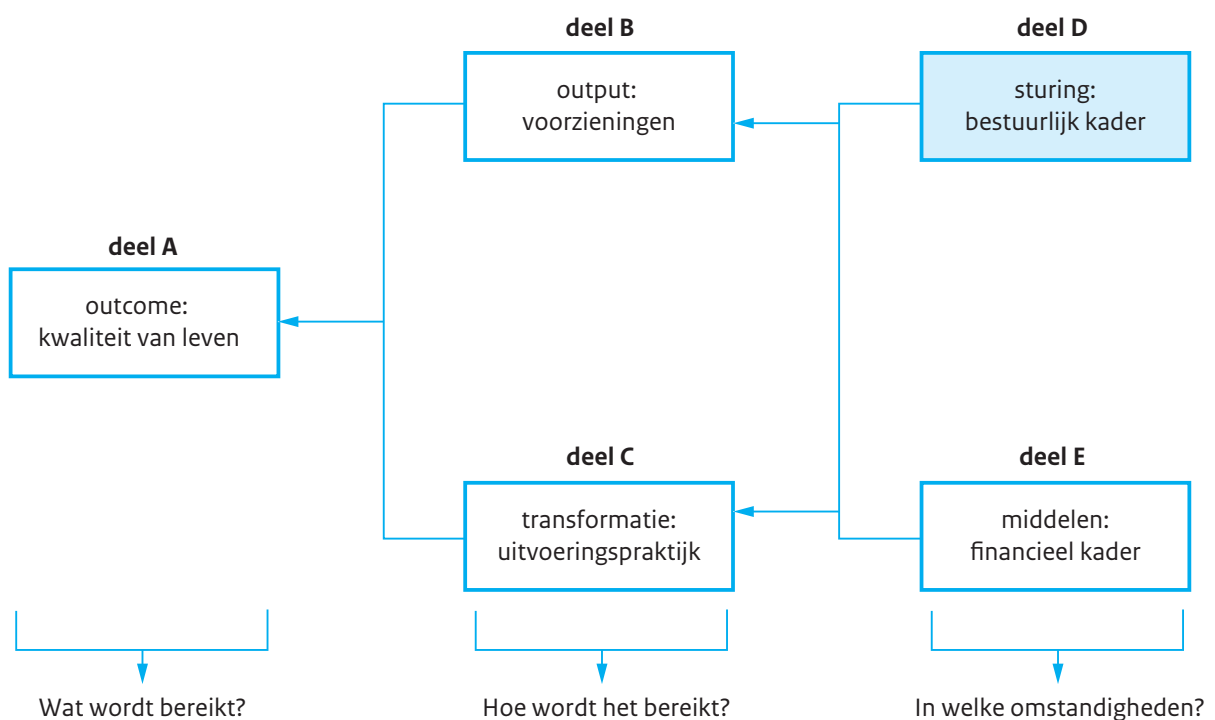 deel B
output:
voorzieningen
deel D
sturing:
bestuurlijk kader
deel A
outcome:
kwaliteit van leven
deel C
transformatie:
uitvoeringspraktijk
deel E
middelen:
financieel kader
Wat wordt bereikt?
Hoe wordt het bereikt?
In welke omstandigheden?